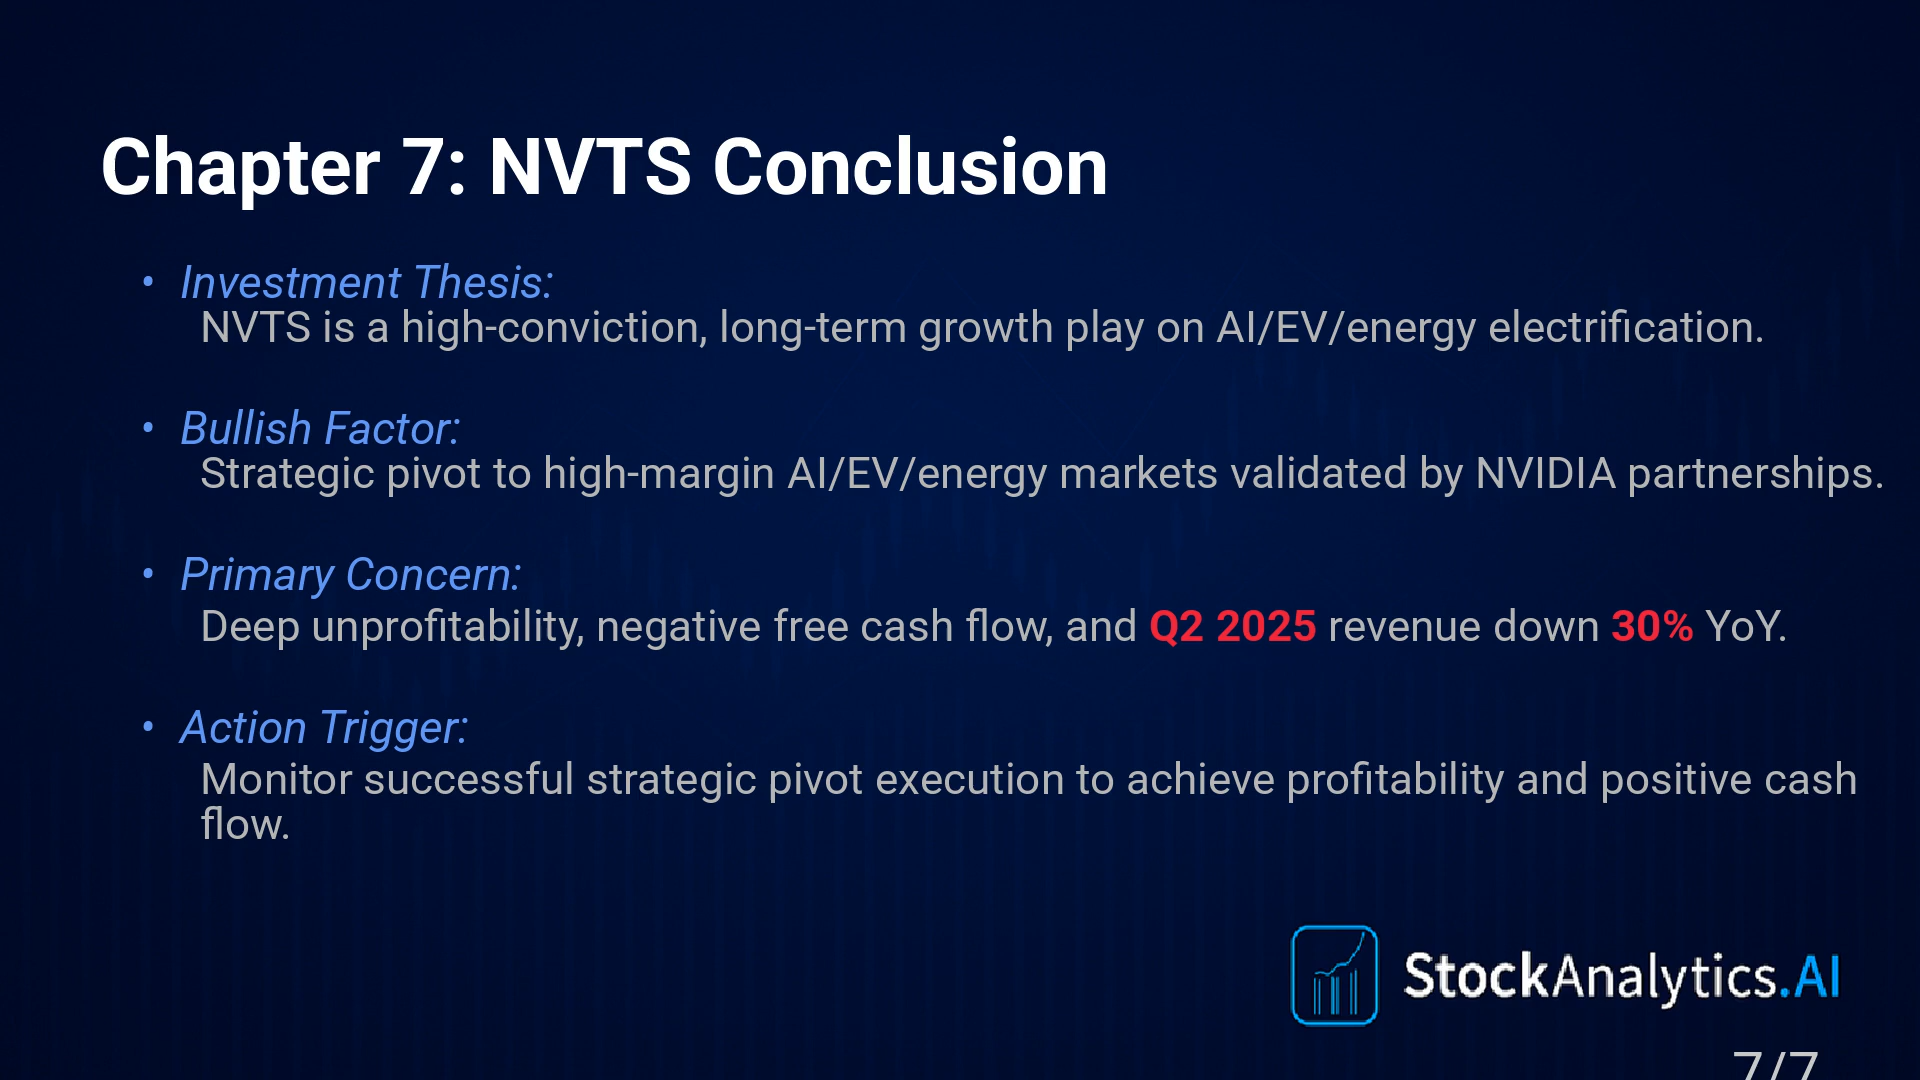 Chapter 7: NVTS Conclusion
• Investment Thesis:
NVTS is a high-conviction, long-term growth play on AI/EV/energy electrification.
• Bullish Factor:
Strategic pivot to high-margin AI/EV/energy markets validated by NVIDIA partnerships.
• Primary Concern:
Deep unprofitability, negative free cash flow, and Q2 2025 revenue down 30% YoY.
• Action Trigger:
Monitor successful strategic pivot execution to achieve profitability and positive cash
flow.
StockAnalytics.AI
7/7